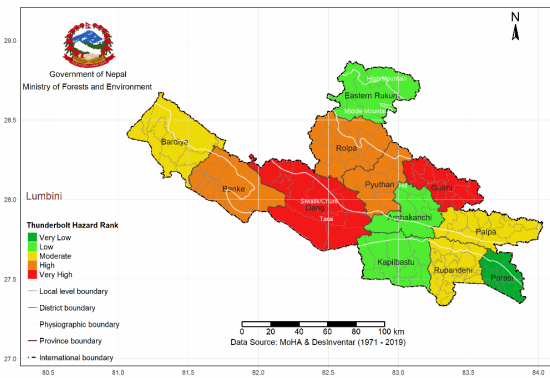 N
29.0
28.5
28.0
27.5
27.0
Government of Nepal
Ministry of Forests and Environment
Lumbini
High Mountain
Eastern Rukum
Middle Mountain
Bardiya
Rolpa
Banke
Pyuthan
Gulmi
Siwalik/Churia
Dang
Tarai
Arghakanchi
Palpa
Kapilbastu
Rupandehi
Parasi
Thunderbolt Hazard Rank
Very Low
Low
Moderate
High
Very High
Local level boundary
District boundary
Physiographic boundary
Province boundary
International boundary
0 20 40 60 80 100 km
Data Source: MoHA & DesInventar (1971 - 2019)
80.5 81.0 81.5 82.0 82.5 83.0 83.5 84.0